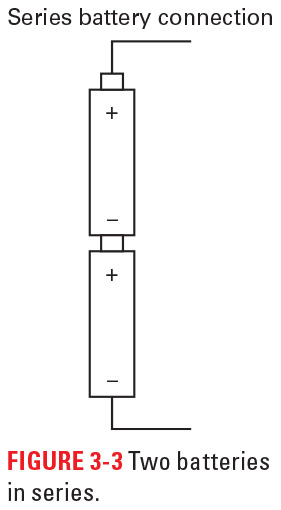 Series battery connection
+
–
+
–
FIGURE 3-3 Two batteries
in series.